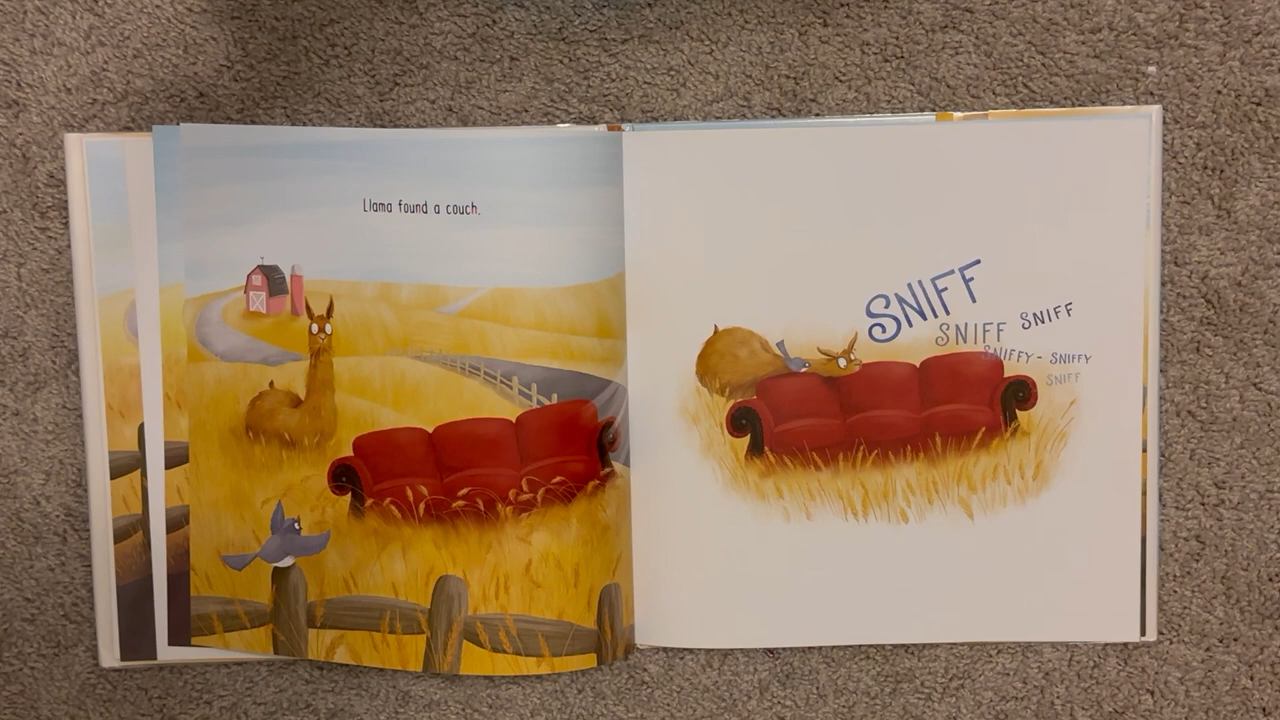 Llama found a couch.
SNIFF
SNIFF SNIFF
SNIFFY-SNIFFY
SNIFF